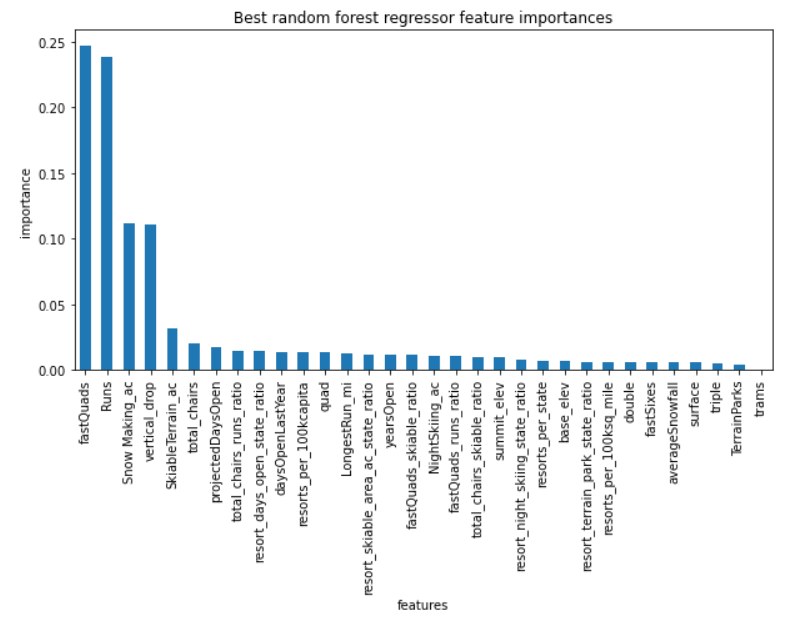 Best random forest regressor feature importances
0.25
0.20
0.15
0.10
0.05
0.00
importance
fastQuads
Runs
Snow Making_ac
vertical_drop
SkiableTerrain_ac
total_chairs
projectedDaysOpen
total_chairs_runs_ratio
resort_days_open_state_ratio
daysOpenLastYear
resorts_per_100kcapita
quad
LongestRun_mi
resort_skiable_area_ac_state_ratio
yearsOpen
fastQuads_skiable_ratio
NightSkiing_ac
fastQuads_runs_ratio
total_chairs_skiable_ratio
summit_elev
resort_night_skiing_state_ratio
resorts_per_state
base_elev
resort_terrain_park_state_ratio
resorts_per_100ksq_mile
double
fastSixes
averageSnowfall
surface
triple
TerrainParks
trams
features